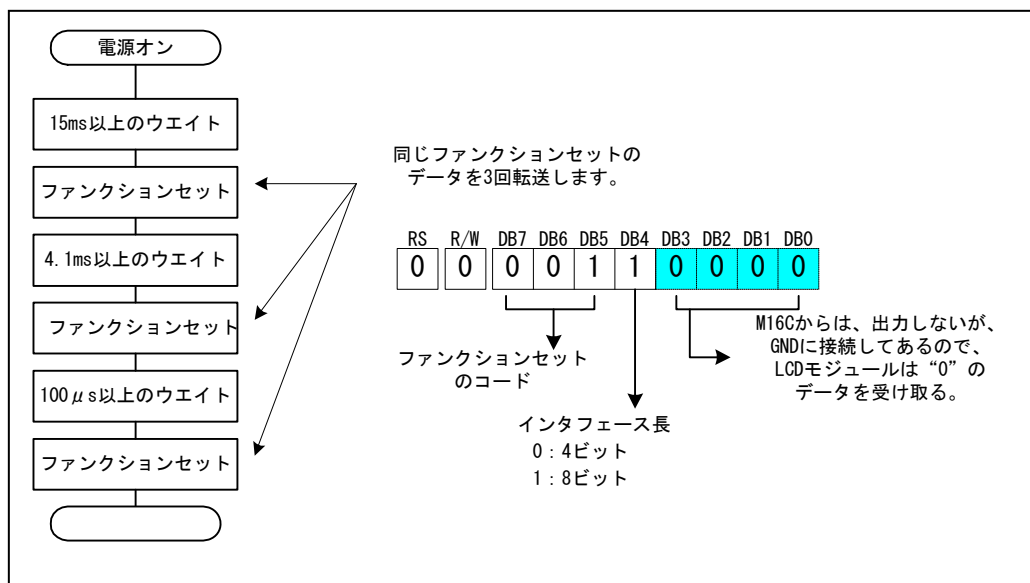 電源オン
15ms以上のウエイト
ファンクションセット
4.1ms以上のウエイト
ファンクションセット
100μs以上のウエイト
ファンクションセット
同じファンクションセットの
データを3回転送します。
RS R/W DB7 DB6 DB5 DB4 DB3 DB2 DB1 DB0
0 0 0 0 1 1 0 0 0 0
ファンクションセット
のコード
インタフェース長
0:4ビット
1:8ビット
M16Cからは、出力しないが、
GNDに接続してあるので、
LCDモジュールは“0”の
データを受け取る。